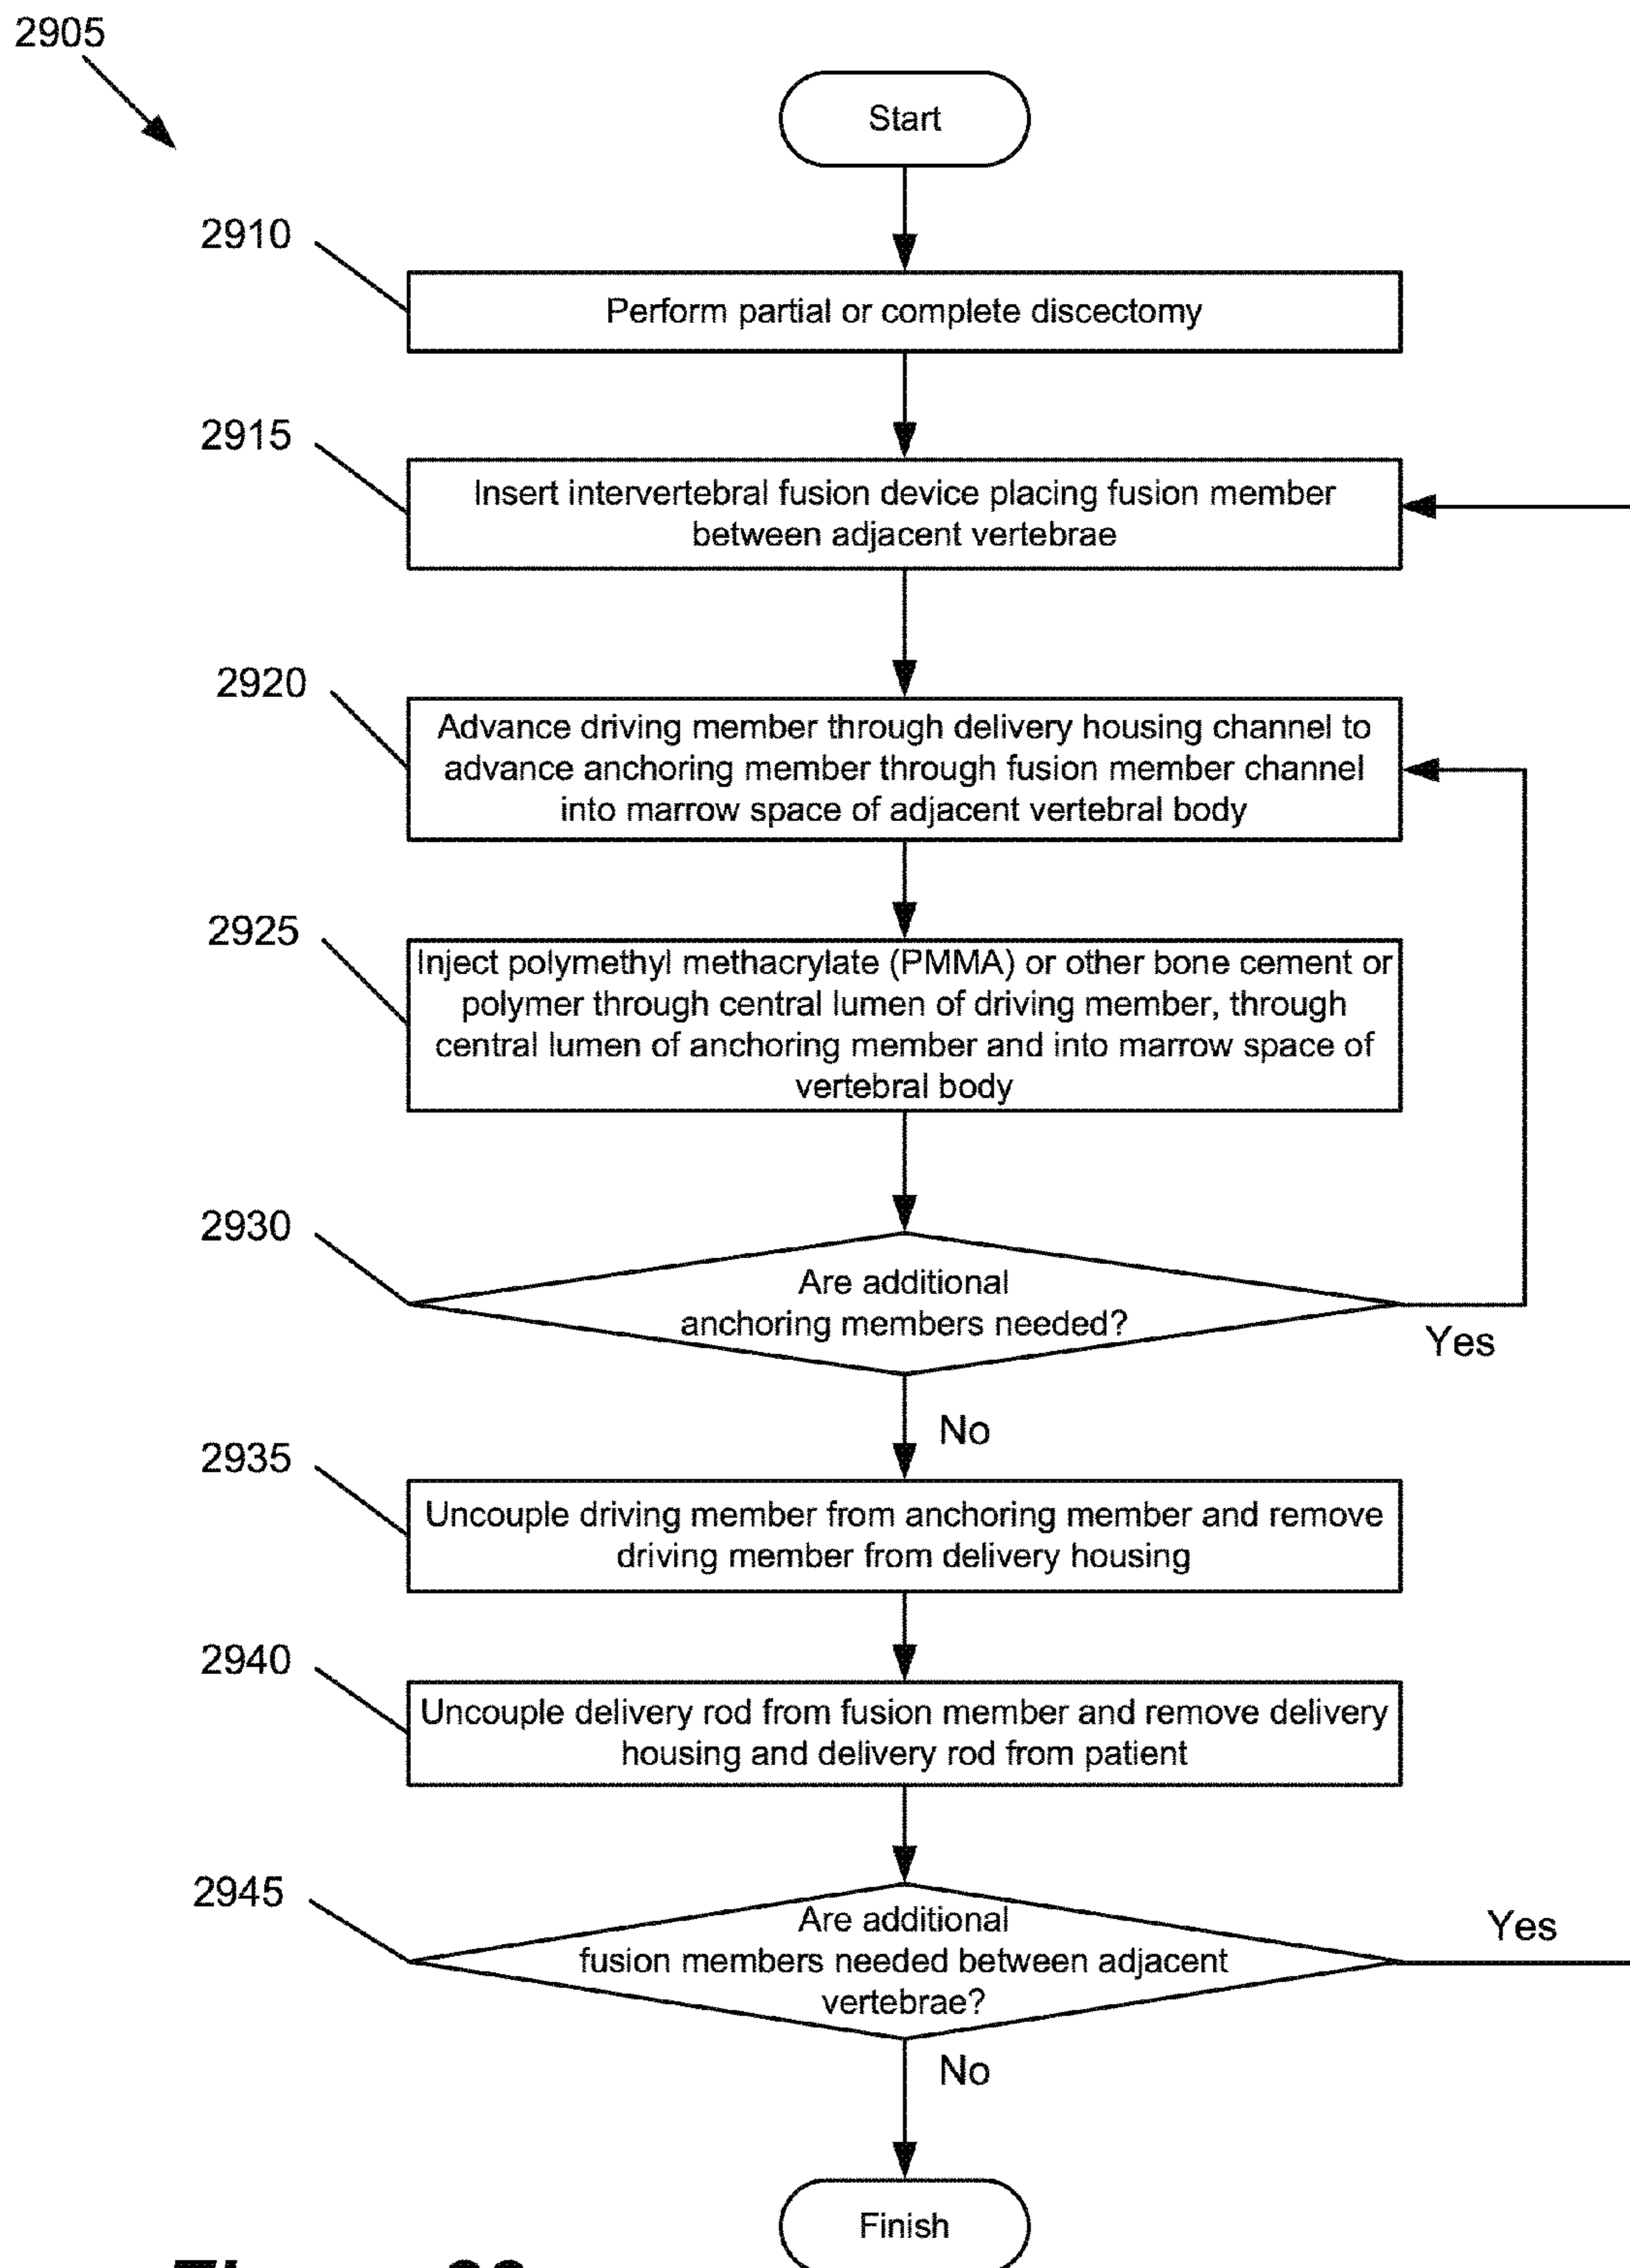 2905
Start
2910
Perform partial or complete discectomy
2915
Insert intervertebral fusion device placing fusion member
between adjacent vertebrae
2920
Advance driving member through delivery housing channel to
advance anchoring member through fusion member channel
into marrow space of adjacent vertebral body
2925
Inject polymethyl methacrylate (PMMA) or other bone cement or
polymer through central lumen of driving member, through
central lumen of anchoring member and into marrow space of
vertebral body
2930
Are additional
anchoring members needed?
Yes
No
2935
Uncouple driving member from anchoring member and remove
driving member from delivery housing
2940
Uncouple delivery rod from fusion member and remove delivery
housing and delivery rod from patient
2945
Are additional
fusion members needed between adjacent
vertebrae?
Yes
No
Finish